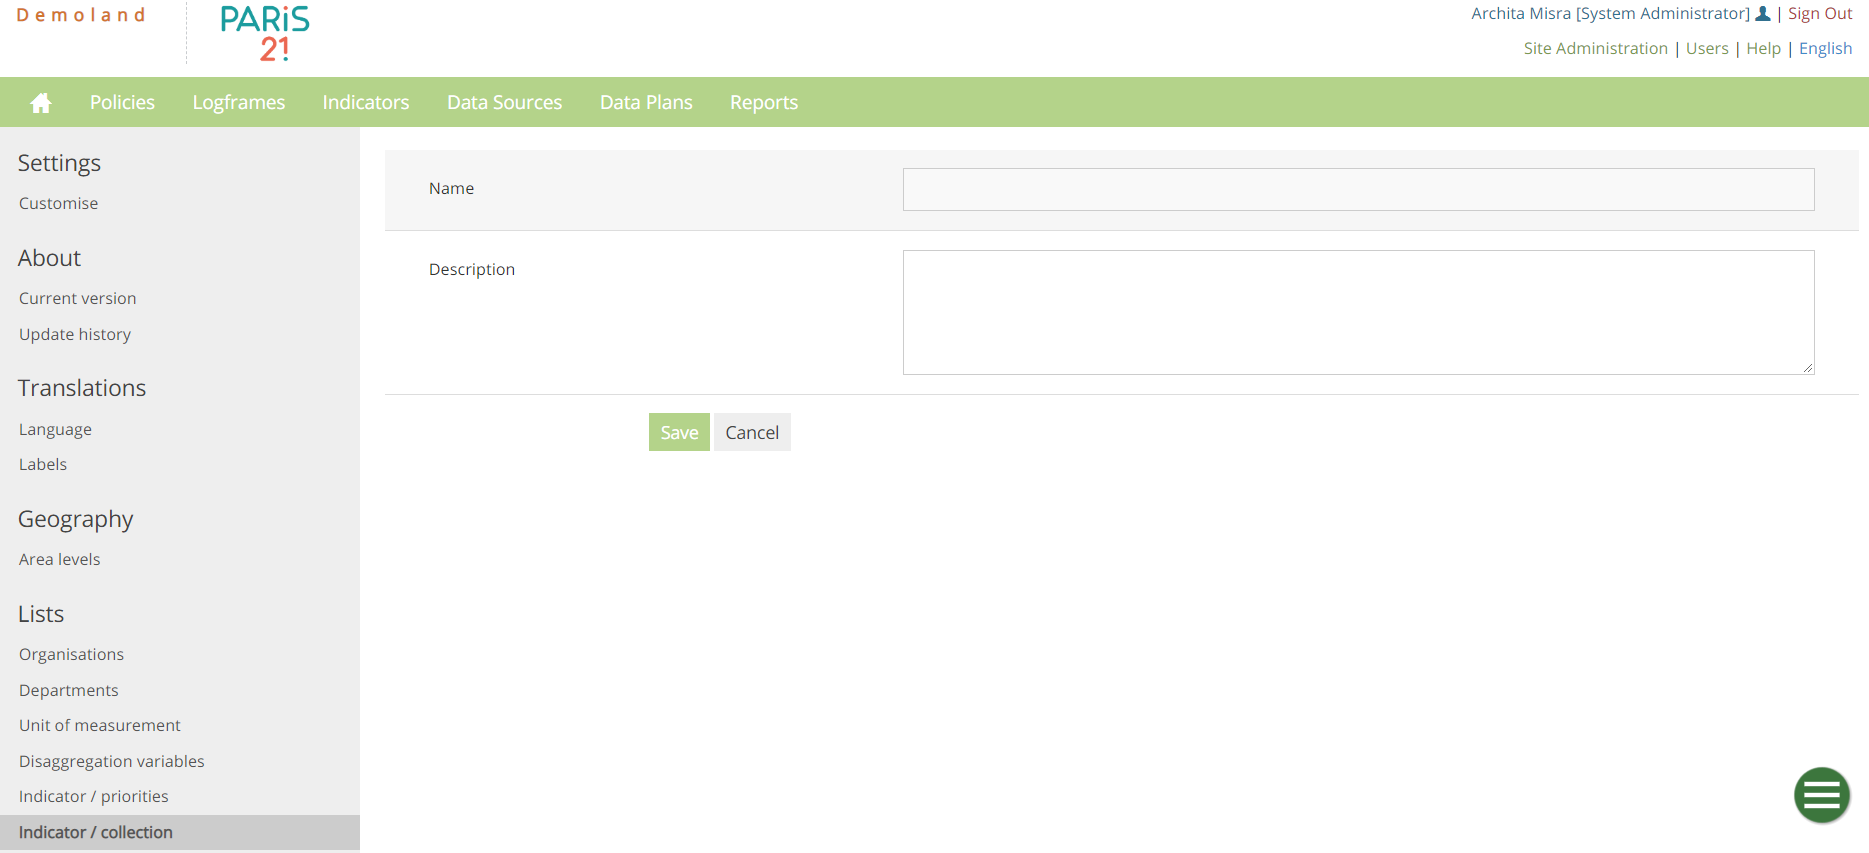 Demoland
PARiS
21
Archita Misra [System Administrator] | Sign Out
Site Administration | Users | Help | English
Policies Logframes Indicators Data Sources Data Plans Reports
Settings
Customise
About
Current version
Update history
Translations
Language
Labels
Geography
Area levels
Lists
Organisations
Departments
Unit of measurement
Disaggregation variables
Indicator / priorities
Indicator / collection
Name
Description
Save Cancel